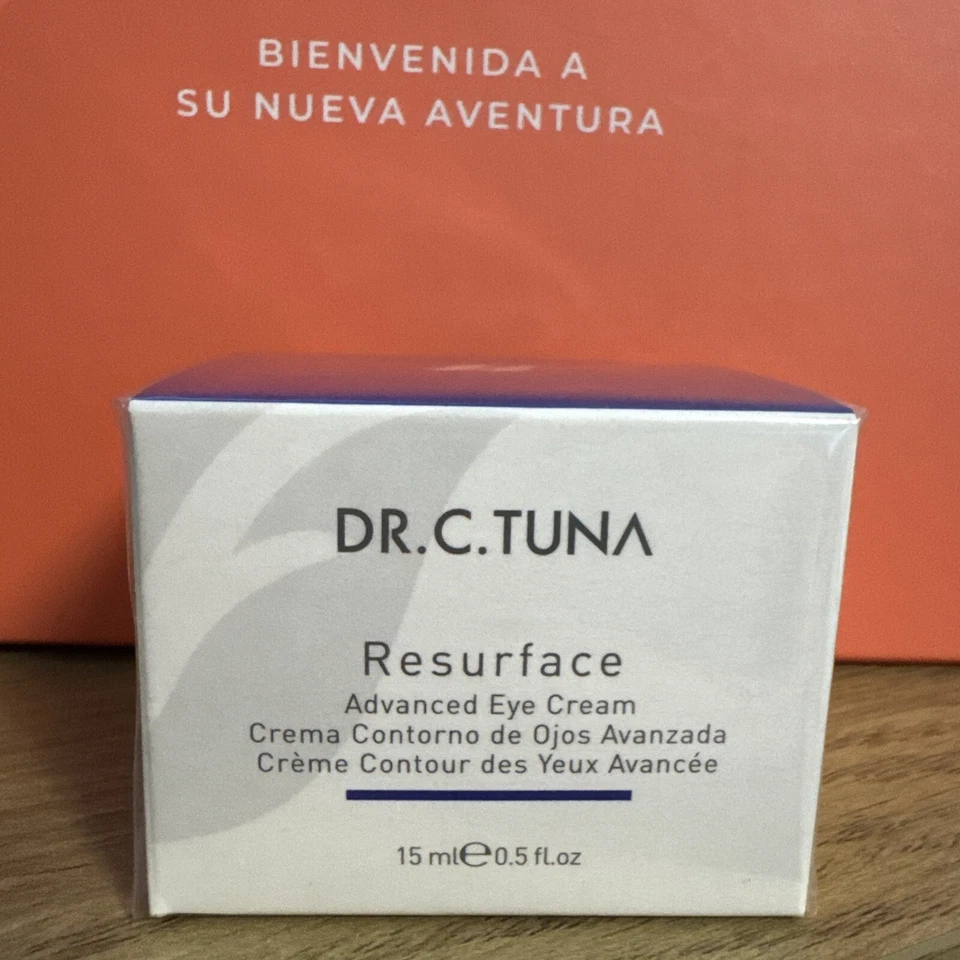 BIENVENIDA A
SU NUEVA AVENTURA
DR.C.TUNA
Resurface
Advanced Eye Cream
Crema Contorno de Ojos Avanzada
Crème Contour des Yeux Avancée
15 ml℮0.5 fl.oz